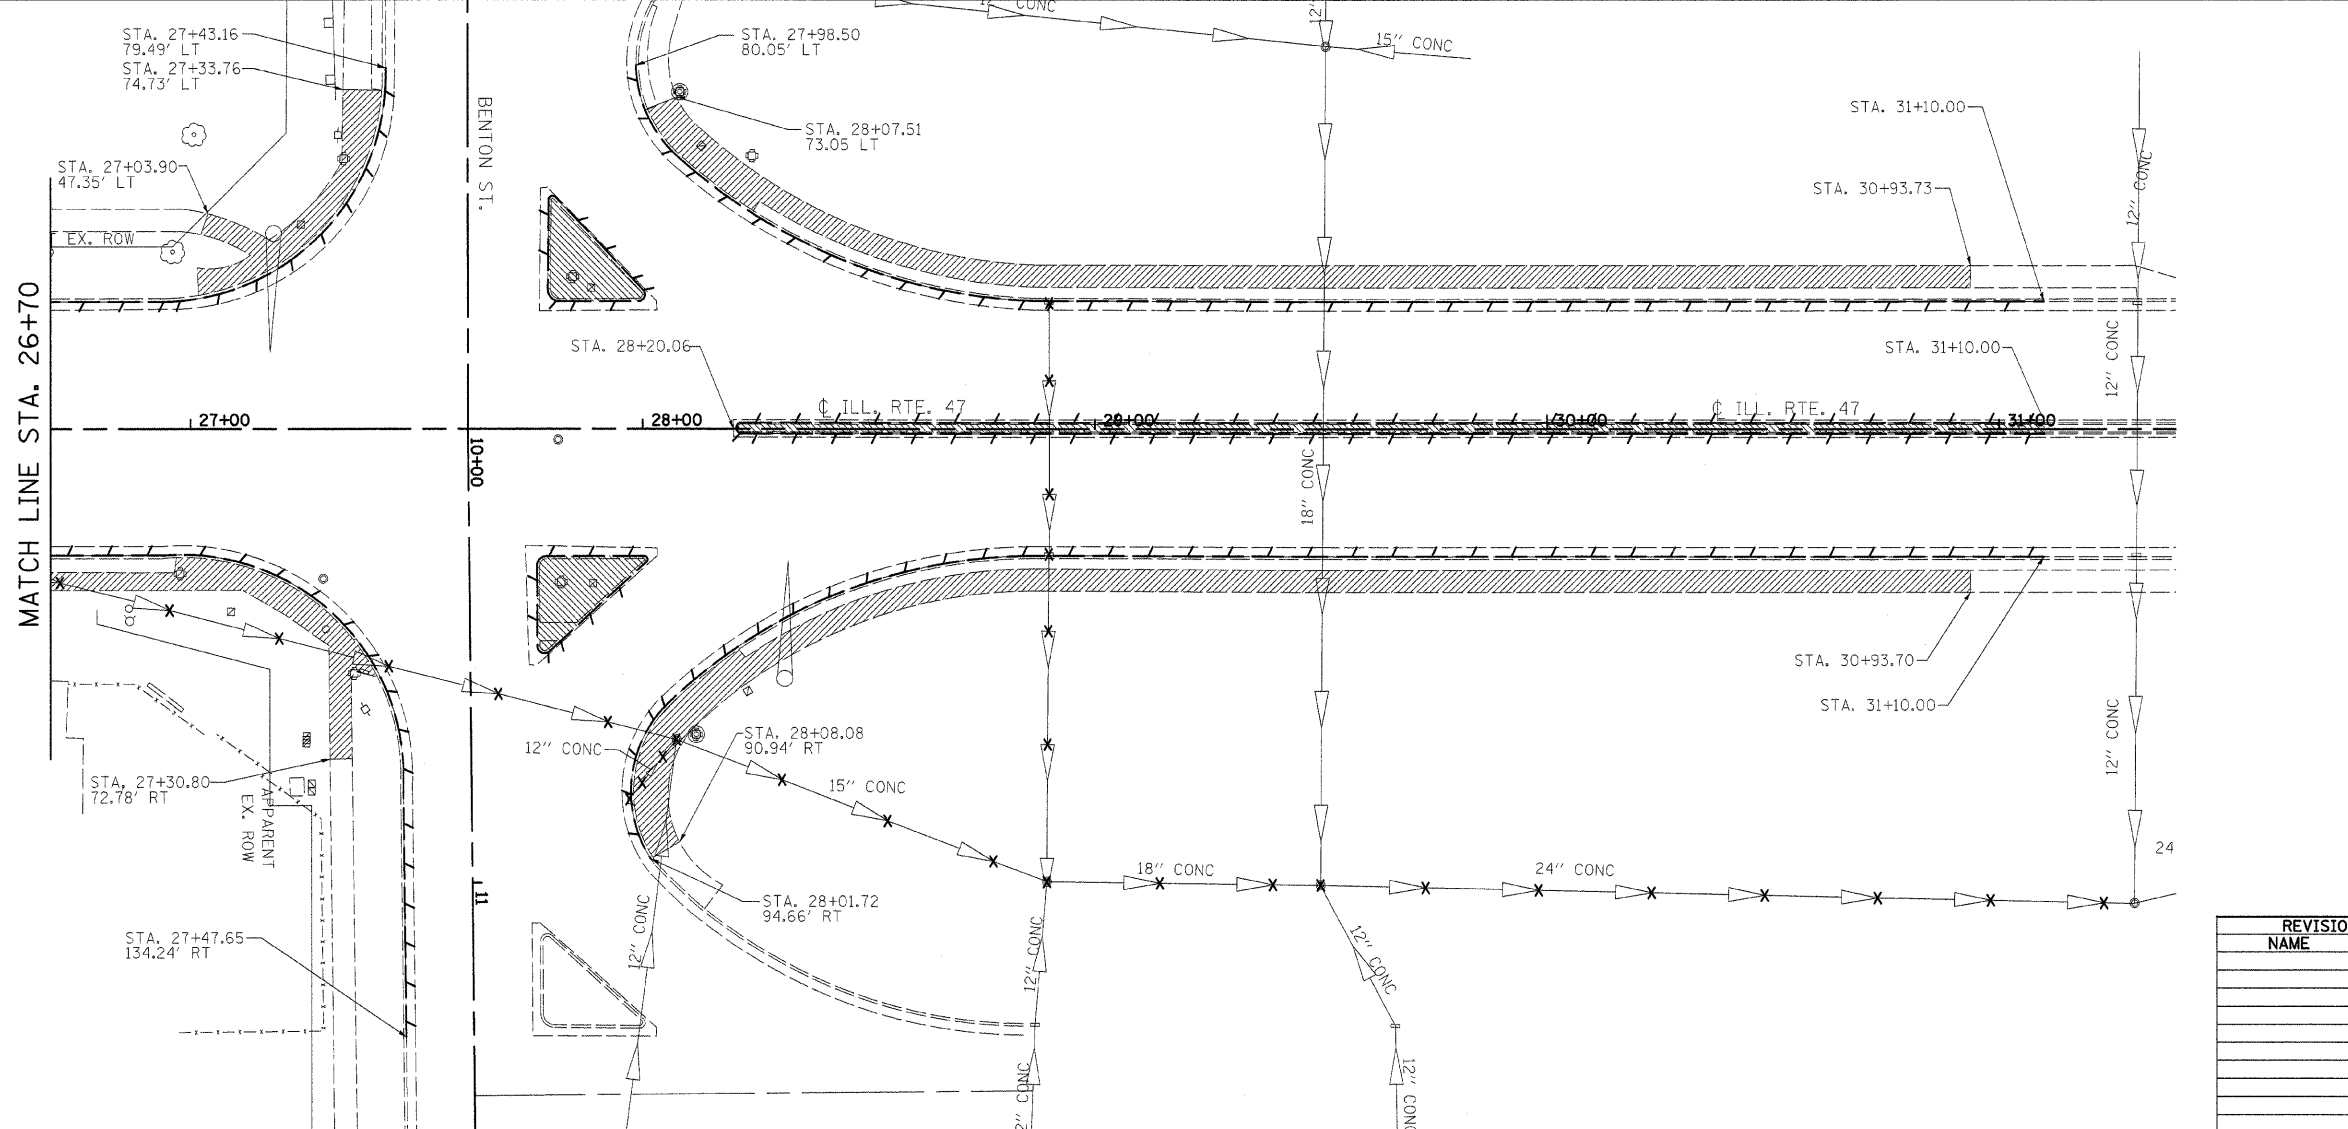 CONC
12"
15" CONC
STA. 27+43.16
79.49' LT
STA. 27+33.76
74.73' LT
STA. 27+98.50
80.05' LT
BENTON ST.
STA. 28+07.51
73.05 LT
STA. 31+10.00
STA. 27+03.90
47.35' LT
12" CONC
STA. 30+93.73
EX. ROW
MATCH LINE STA. 26+70
STA. 28+20.06
STA. 31+10.00
12" CONC
℄ ILL. RTE. 47
℄ ILL. RTE. 47
27+00
28+00
29+00
30+00
31+00
10+00
18" CONC
STA. 30+93.70
STA. 31+10.00
12" CONC
STA. 28+08.08
90.94' RT
12" CONC
15" CONC
STA. 27+30.80
72.78' RT
APPARENT
EX. ROW
18" CONC
24" CONC
24
11
STA. 28+01.72
94.66' RT
12" CONC
12" CONC
12" CONC
STA. 27+47.65
134.24' RT
REVISIO
NAME
2" CONC
12" CON